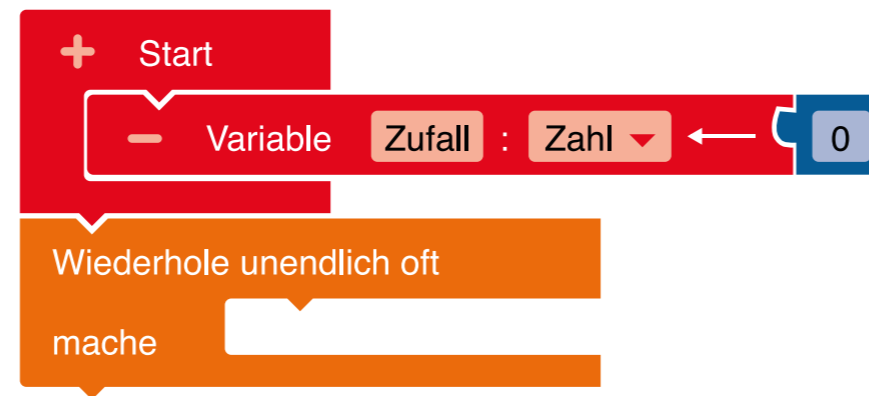 + Start
– Variable Zufall : Zahl ← 0
Wiederhole unendlich oft
mache